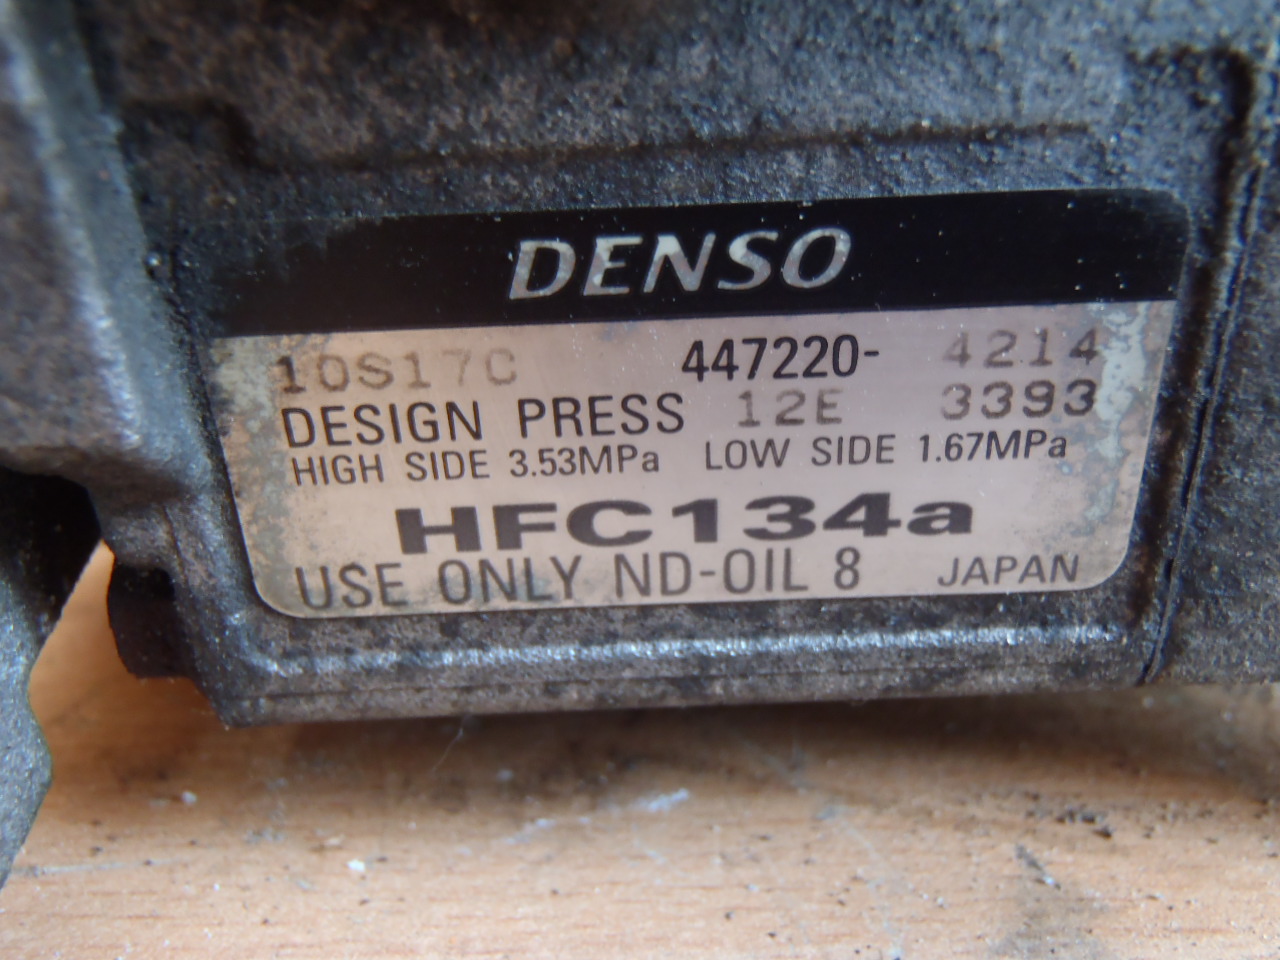 DENSO
10S17C 447220- 4214
DESIGN PRESS 12E 3393
HIGH SIDE 3.53MPa LOW SIDE 1.67MPa
HFC134a
USE ONLY ND-OIL 8 JAPAN